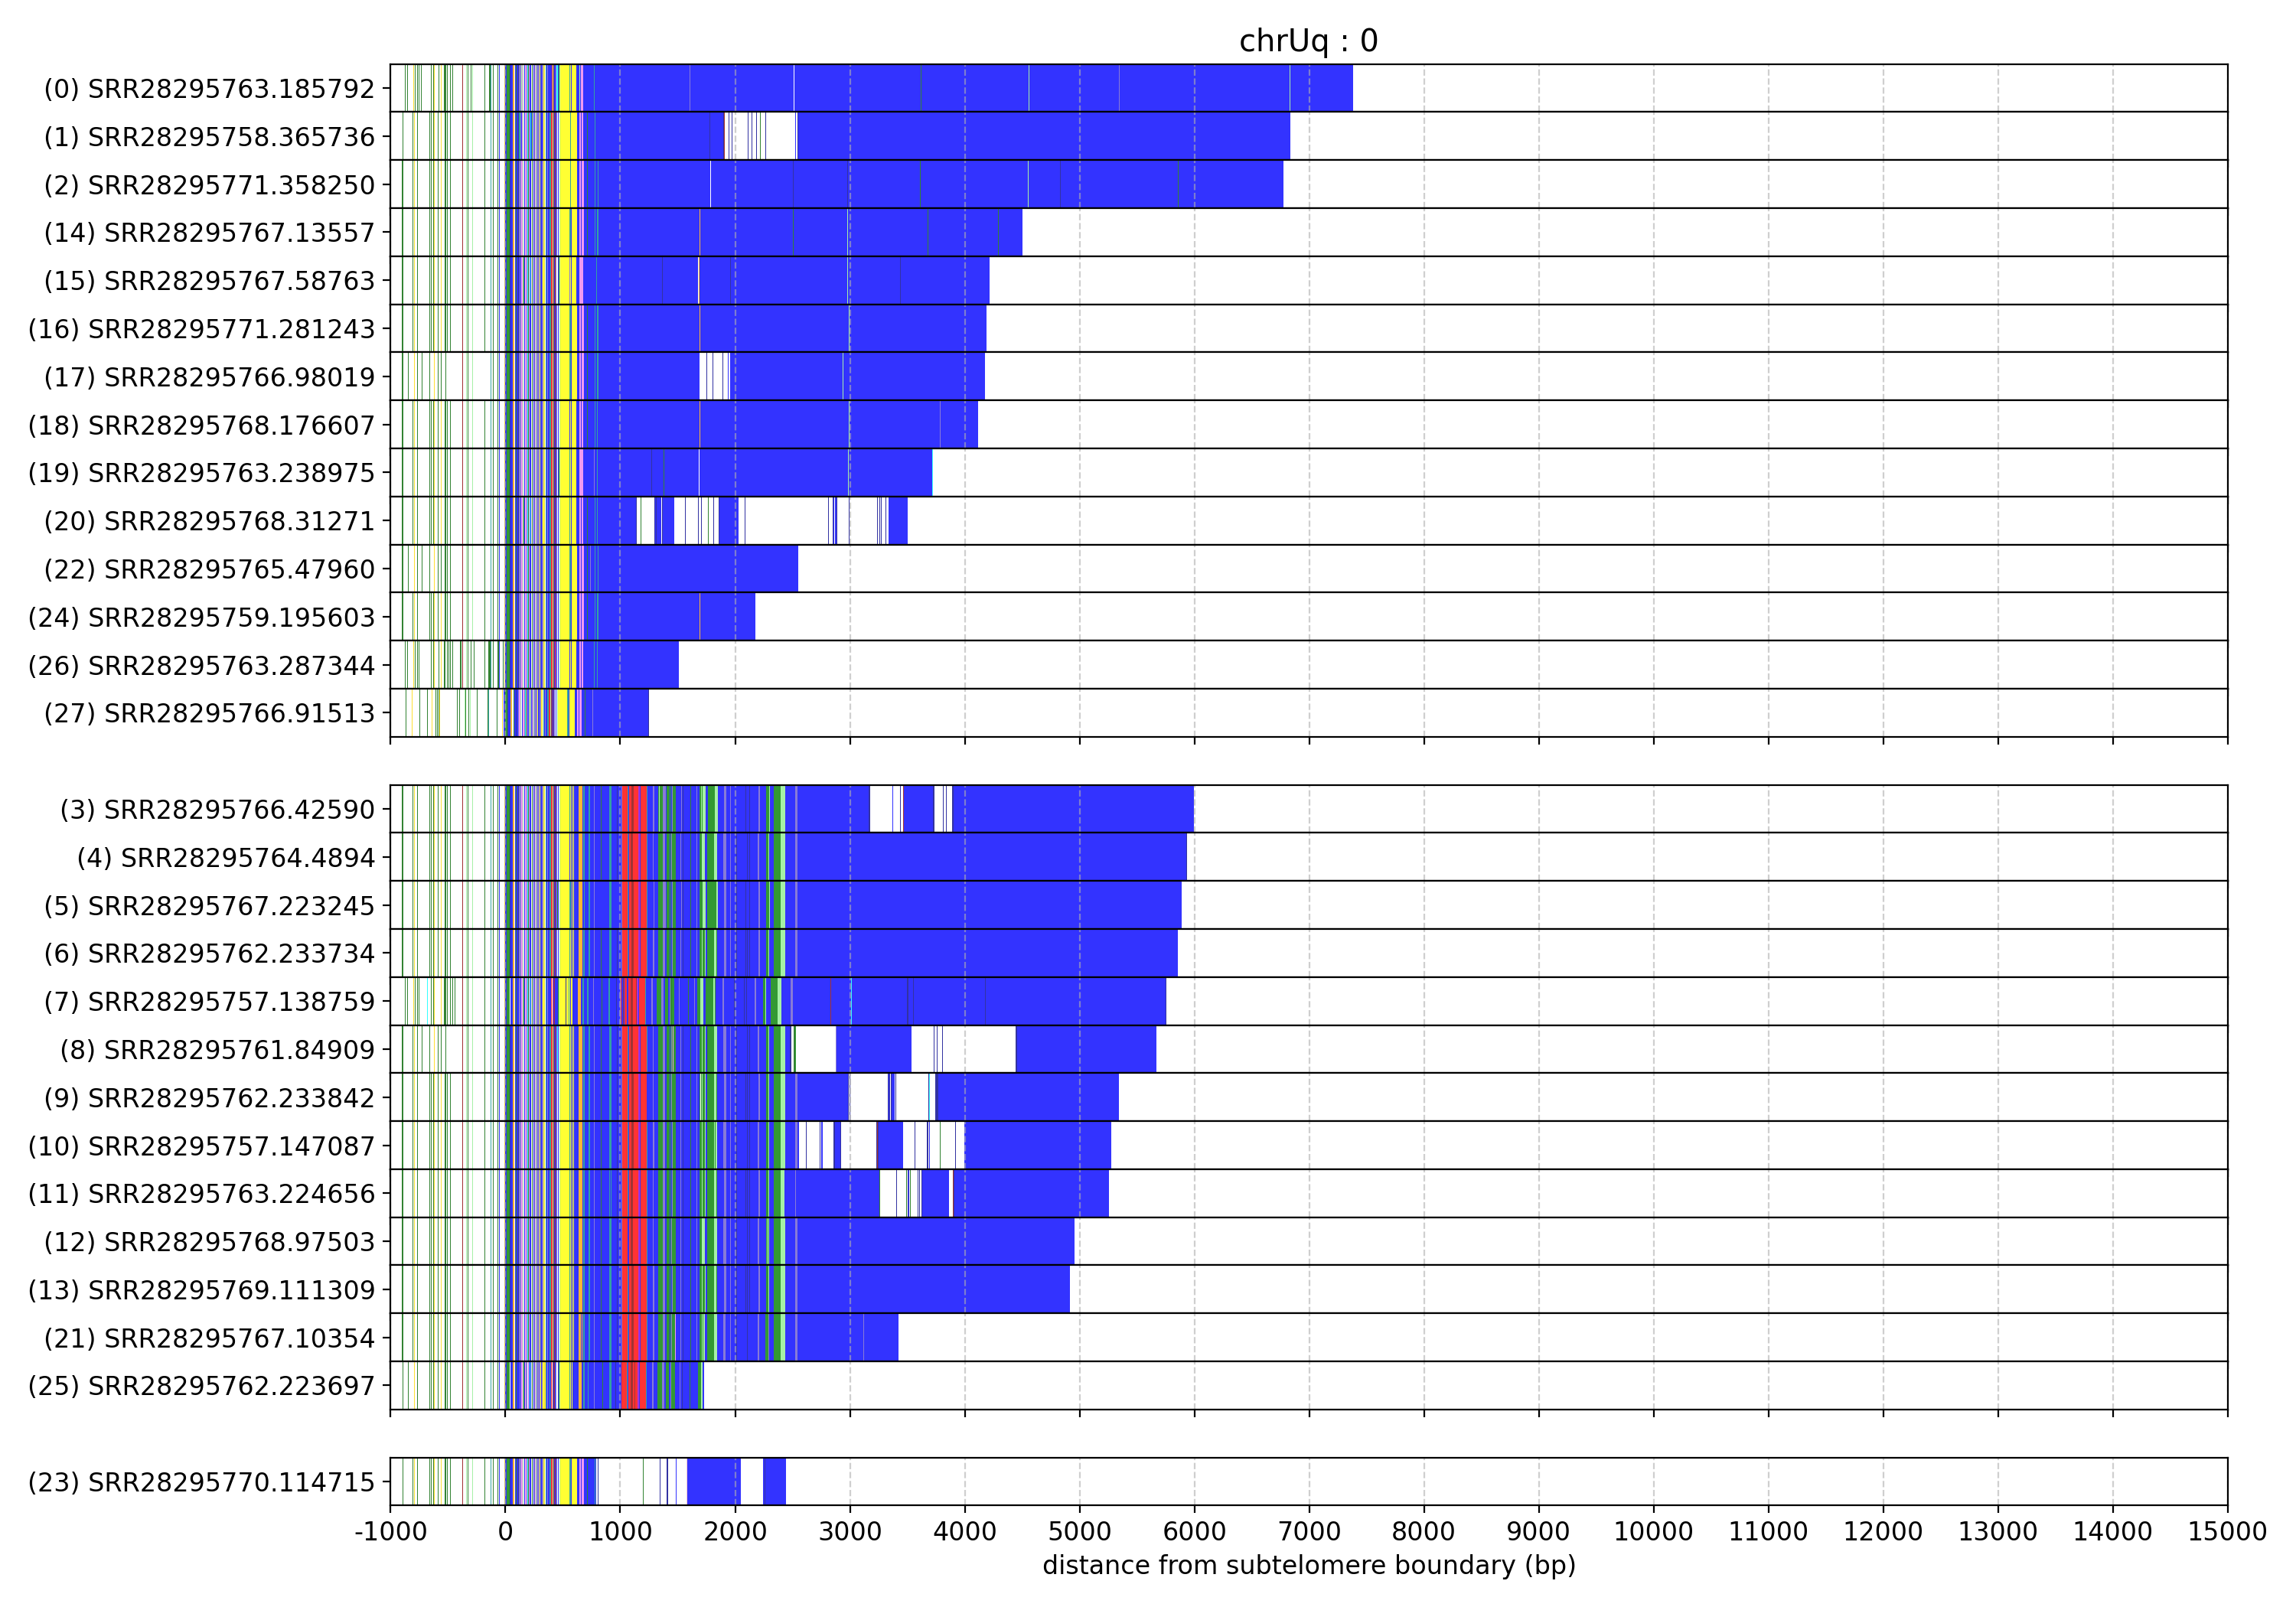 chrUq : 0
(0) SRR28295763.185792
(1) SRR28295758.365736
(2) SRR28295771.358250
(14) SRR28295767.13557
(15) SRR28295767.58763
(16) SRR28295771.281243
(17) SRR28295766.98019
(18) SRR28295768.176607
(19) SRR28295763.238975
(20) SRR28295768.31271
(22) SRR28295765.47960
(24) SRR28295759.195603
(26) SRR28295763.287344
(27) SRR28295766.91513
(3) SRR28295766.42590
(4) SRR28295764.4894
(5) SRR28295767.223245
(6) SRR28295762.233734
(7) SRR28295757.138759
(8) SRR28295761.84909
(9) SRR28295762.233842
(10) SRR28295757.147087
(11) SRR28295763.224656
(12) SRR28295768.97503
(13) SRR28295769.111309
(21) SRR28295767.10354
(25) SRR28295762.223697
(23) SRR28295770.114715
-1000 0 1000 2000 3000 4000 5000 6000 7000 8000 9000 10000 11000 12000 13000 14000 15000
distance from subtelomere boundary (bp)